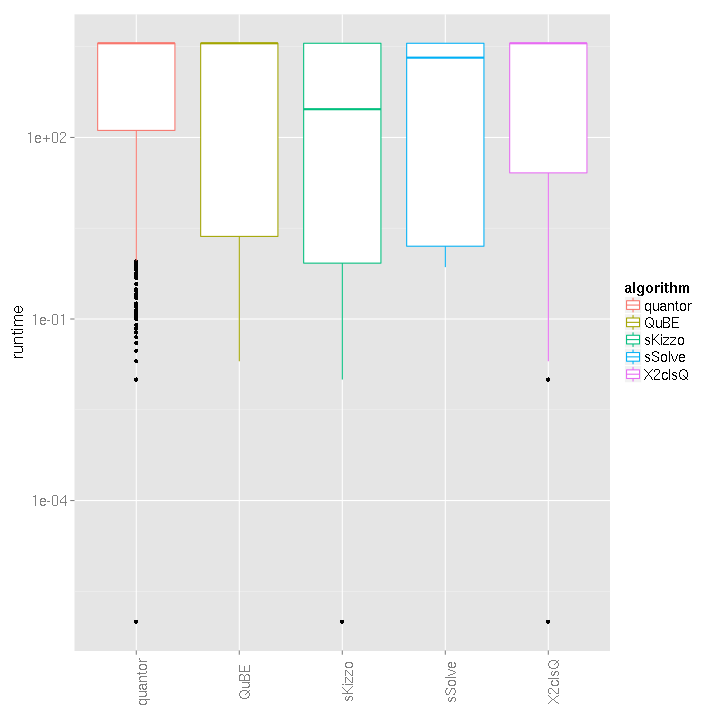 runtime
1e+02
1e-01
1e-04
quantor
QuBE
sKizzo
sSolve
X2clsQ
algorithm
quantor
QuBE
sKizzo
sSolve
X2clsQ